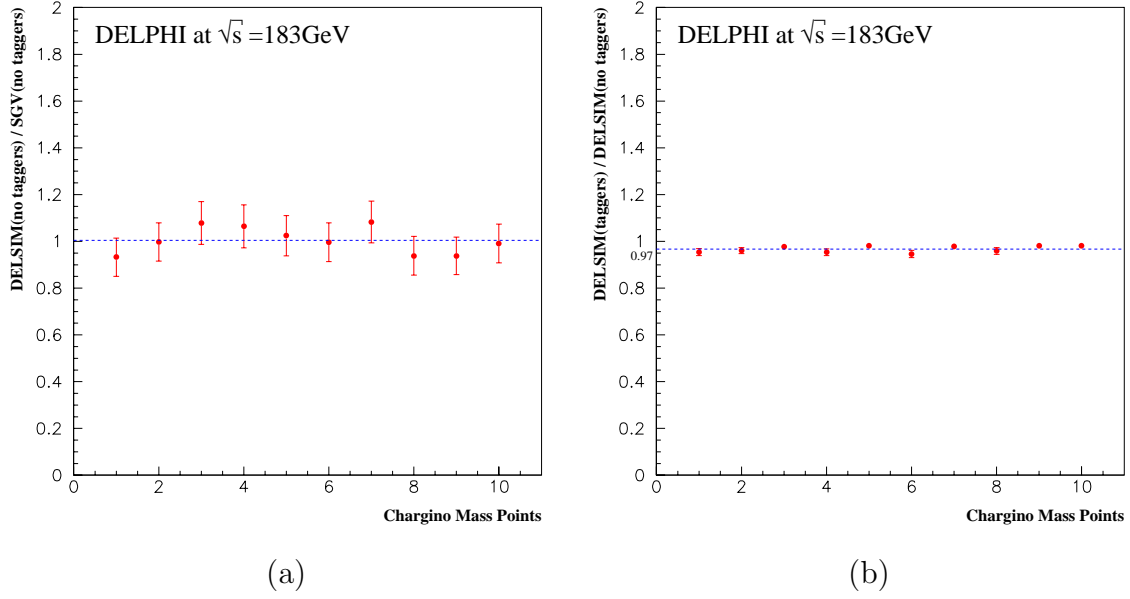 DELPHI at √s =183GeV
DELSIM(no taggers) / SGV(no taggers)
2
1.8
1.6
1.4
1.2
1
0.8
0.6
0.4
0.2
0
0 2 4 6 8 10
Chargino Mass Points
(a)
DELPHI at √s =183GeV
DELSIM(taggers) / DELSIM(no taggers)
2
1.8
1.6
1.4
1.2
1
0.97
0.8
0.6
0.4
0.2
0
0 2 4 6 8 10
Chargino Mass Points
(b)